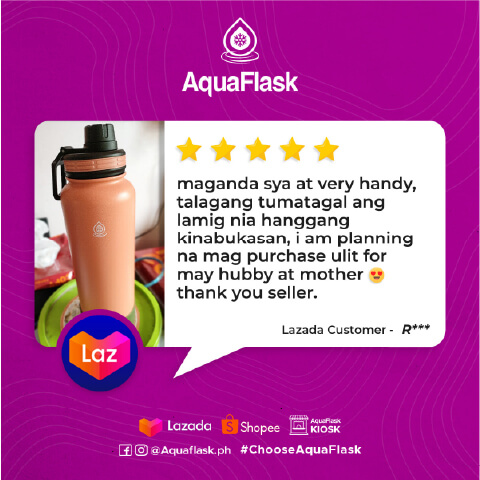 AquaFlask
maganda sya at very handy,
talagang tumatagal ang
lamig nia hanggang
kinabukasan, i am planning
na mag purchase ulit for
may hubby at mother 😍
thank you seller.
Lazada Customer - R***
Laz
Lazada Shopee AquaFlask KIOSK
@Aquaflask.ph #ChooseAquaFlask